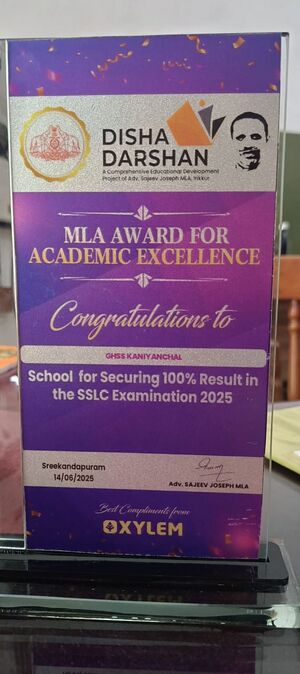 DISHA
DARSHAN
A Comprehensive Educational Development
Project of Adv. Sajeev Joseph MLA, Irikkur
MLA AWARD FOR
ACADEMIC EXCELLENCE
Congratulations to
GHSS KANIYANCHAL
School for Securing 100% Result in
the SSLC Examination 2025
Sreekandapuram
14/06/2025
Adv. SAJEEV JOSEPH MLA
Best Compliments from
XYLEM